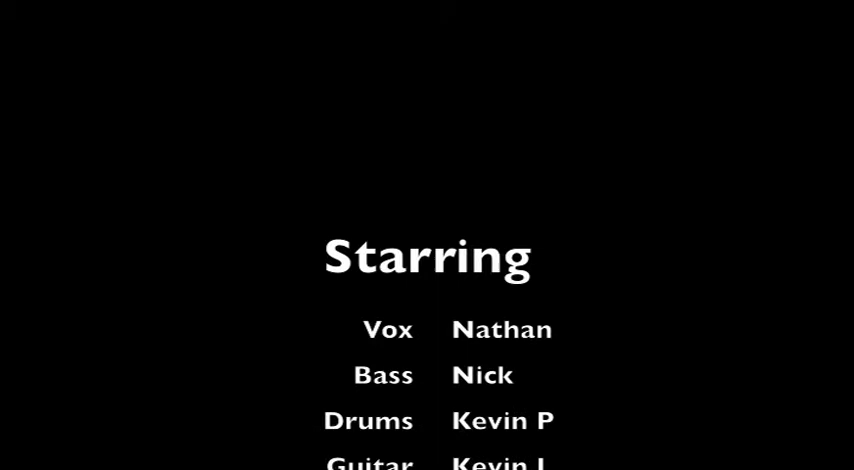 Starring
Vox Nathan
Bass Nick
Drums Kevin P
Guitar Kevin